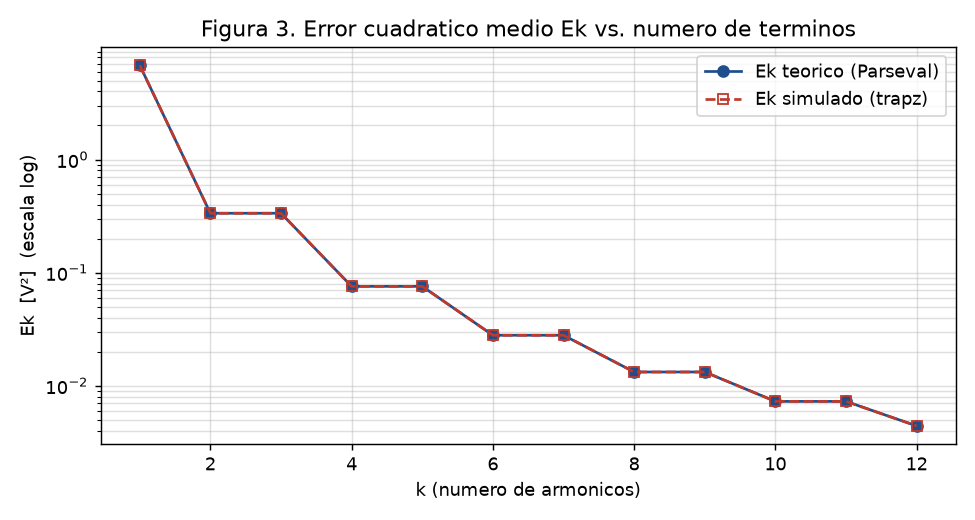 Figura 3. Error cuadratico medio Ek vs. numero de terminos
Ek teorico (Parseval)
Ek simulado (trapz)
Ek [V²] (escala log)
10⁰
10⁻¹
10⁻²
2 4 6 8 10 12
k (numero de armonicos)